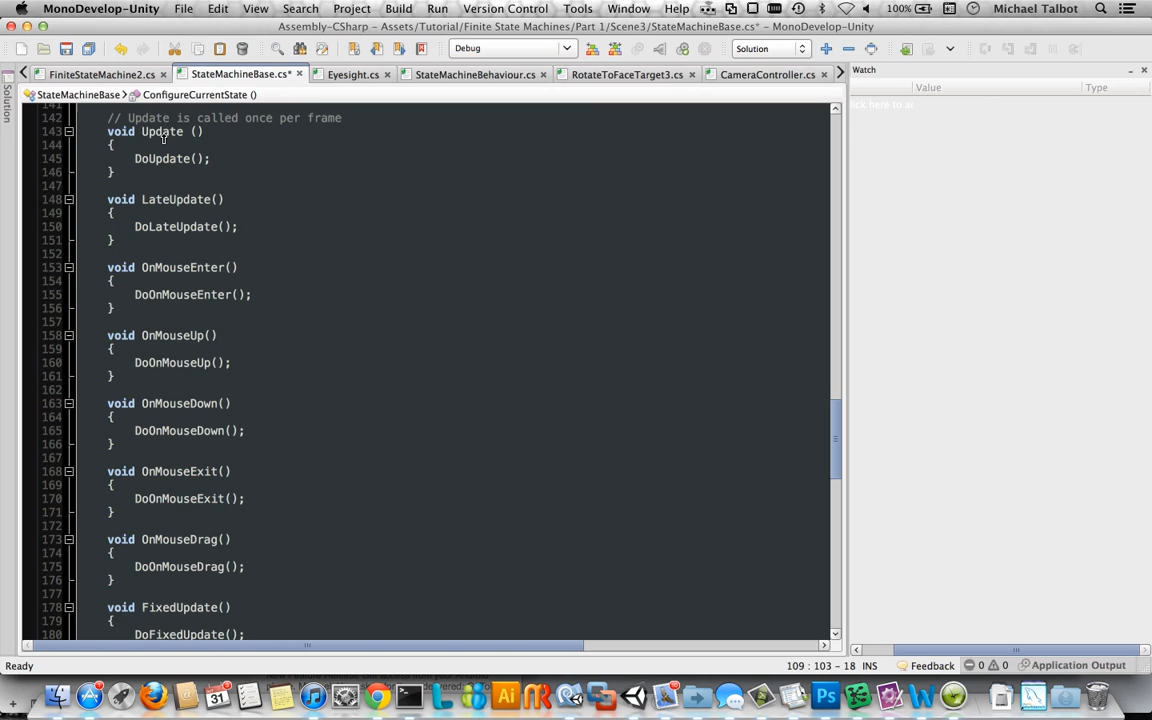 MonoDevelop-Unity File Edit View Search Project Build Run Version Control Tools Window Help 100% Michael Talbot
Assembly-CSharp - Assets/Tutorial/Finite State Machines/Part 1/Scene3/StateMachineBase.cs* - MonoDevelop-Unity
Debug Solution
FiniteStateMachine2.cs StateMachineBase.cs* Eyesight.cs StateMachineBehaviour.cs RotateToFaceTarget3.cs CameraController.cs Watch
Solution
StateMachineBase ConfigureCurrentState () Value Type
141
142 // Update is called once per frame
143 void Update ()
144 {
145 DoUpdate();
146 }
147
148 void LateUpdate()
149 {
150 DoLateUpdate();
151 }
152
153 void OnMouseEnter()
154 {
155 DoOnMouseEnter();
156 }
157
158 void OnMouseUp()
159 {
160 DoOnMouseUp();
161 }
162
163 void OnMouseDown()
164 {
165 DoOnMouseDown();
166 }
167
168 void OnMouseExit()
169 {
170 DoOnMouseExit();
171 }
172
173 void OnMouseDrag()
174 {
175 DoOnMouseDrag();
176 }
177
178 void FixedUpdate()
179 {
180 DoFixedUpdate();
Ready 109 : 103 - 18 INS Feedback 0 0 Application Output